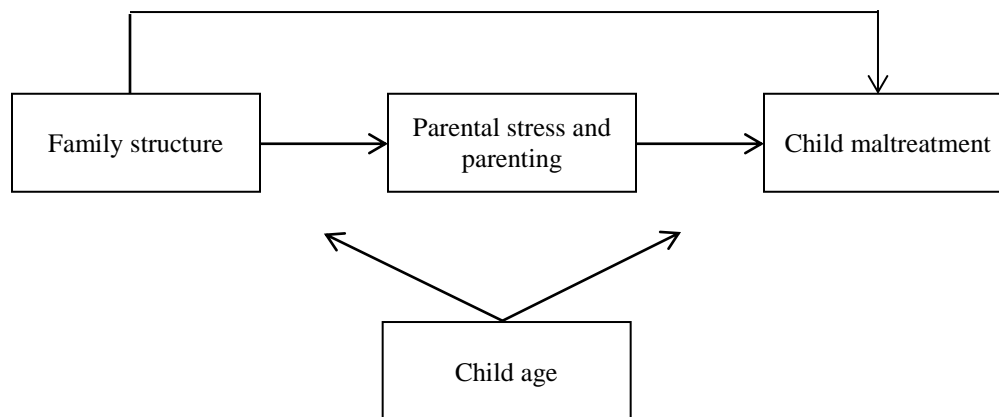 Family structure
Parental stress and
parenting
Child maltreatment
Child age